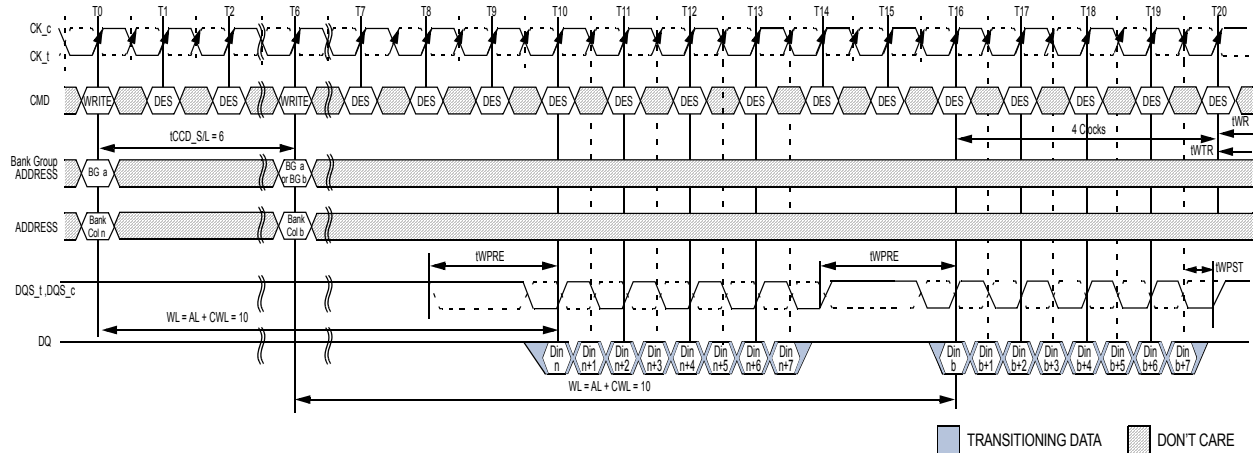 T0 T1 T2 T6 T7 T8 T9 T10 T11 T12 T13 T14 T15 T16 T17 T18 T19 T20
CK_c
CK_t
CMD WRITE DES DES WRITE DES DES DES DES DES DES DES DES DES DES DES DES DES DES
tCCD_S/L = 6
4 Clocks
tWR
tWTR
Bank Group
ADDRESS
BG a
BG a
or BG b
ADDRESS
Bank
Col n
Bank
Col b
tWPRE
tWPRE
tWPST
DQS_t ,DQS_c
WL = AL + CWL = 10
DQ
Din Din Din Din Din Din Din Din Din Din Din Din Din Din Din Din
n n+1 n+2 n+3 n+4 n+5 n+6 n+7 b b+1 b+2 b+3 b+4 b+5 b+6 b+7
WL = AL + CWL = 10
TRANSITIONING DATA
DON'T CARE